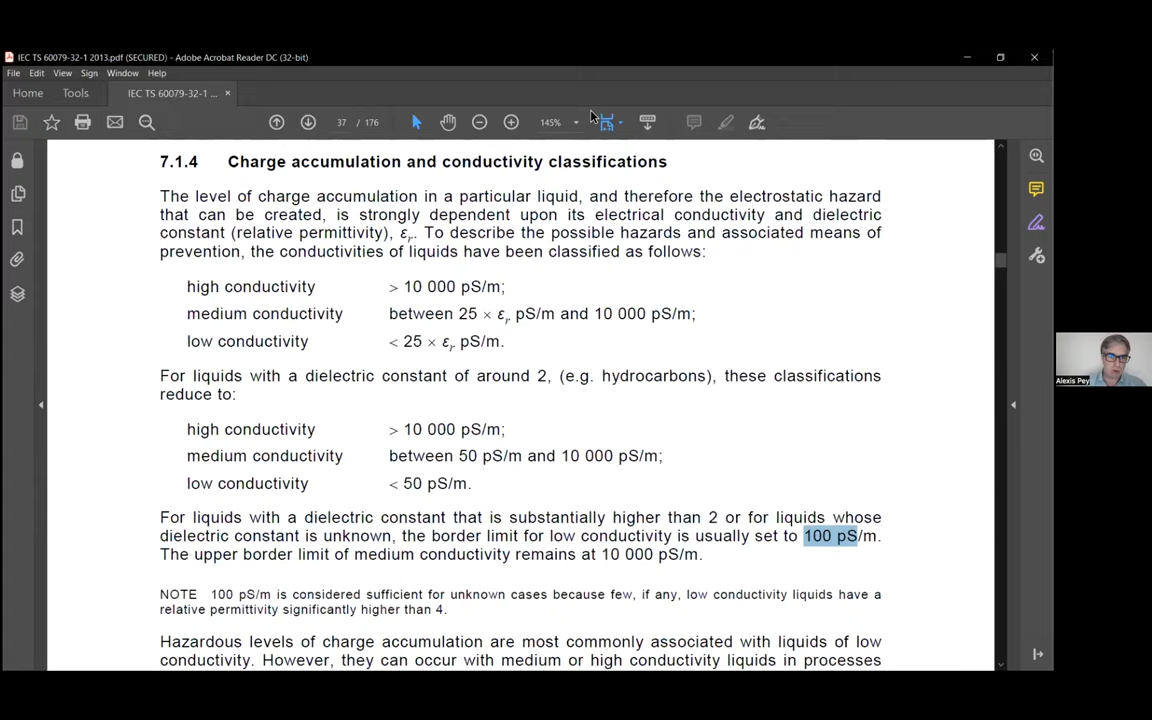 IEC TS 60079-32-1 2013.pdf (SECURED) - Adobe Acrobat Reader DC (32-bit)
File Edit View Sign Window Help
Home Tools IEC TS 60079-32-1 ... ×
37 / 176 145%
7.1.4 Charge accumulation and conductivity classifications
The level of charge accumulation in a particular liquid, and therefore the electrostatic hazard
that can be created, is strongly dependent upon its electrical conductivity and dielectric
constant (relative permittivity), εr. To describe the possible hazards and associated means of
prevention, the conductivities of liquids have been classified as follows:
high conductivity > 10 000 pS/m;
medium conductivity between 25 × εr pS/m and 10 000 pS/m;
low conductivity < 25 × εr pS/m.
For liquids with a dielectric constant of around 2, (e.g. hydrocarbons), these classifications
reduce to:
high conductivity > 10 000 pS/m;
medium conductivity between 50 pS/m and 10 000 pS/m;
low conductivity < 50 pS/m.
For liquids with a dielectric constant that is substantially higher than 2 or for liquids whose
dielectric constant is unknown, the border limit for low conductivity is usually set to 100 pS/m.
The upper border limit of medium conductivity remains at 10 000 pS/m.
NOTE 100 pS/m is considered sufficient for unknown cases because few, if any, low conductivity liquids have a
relative permittivity significantly higher than 4.
Hazardous levels of charge accumulation are most commonly associated with liquids of low
conductivity. However, they can occur with medium or high conductivity liquids in processes
Alexis Pey